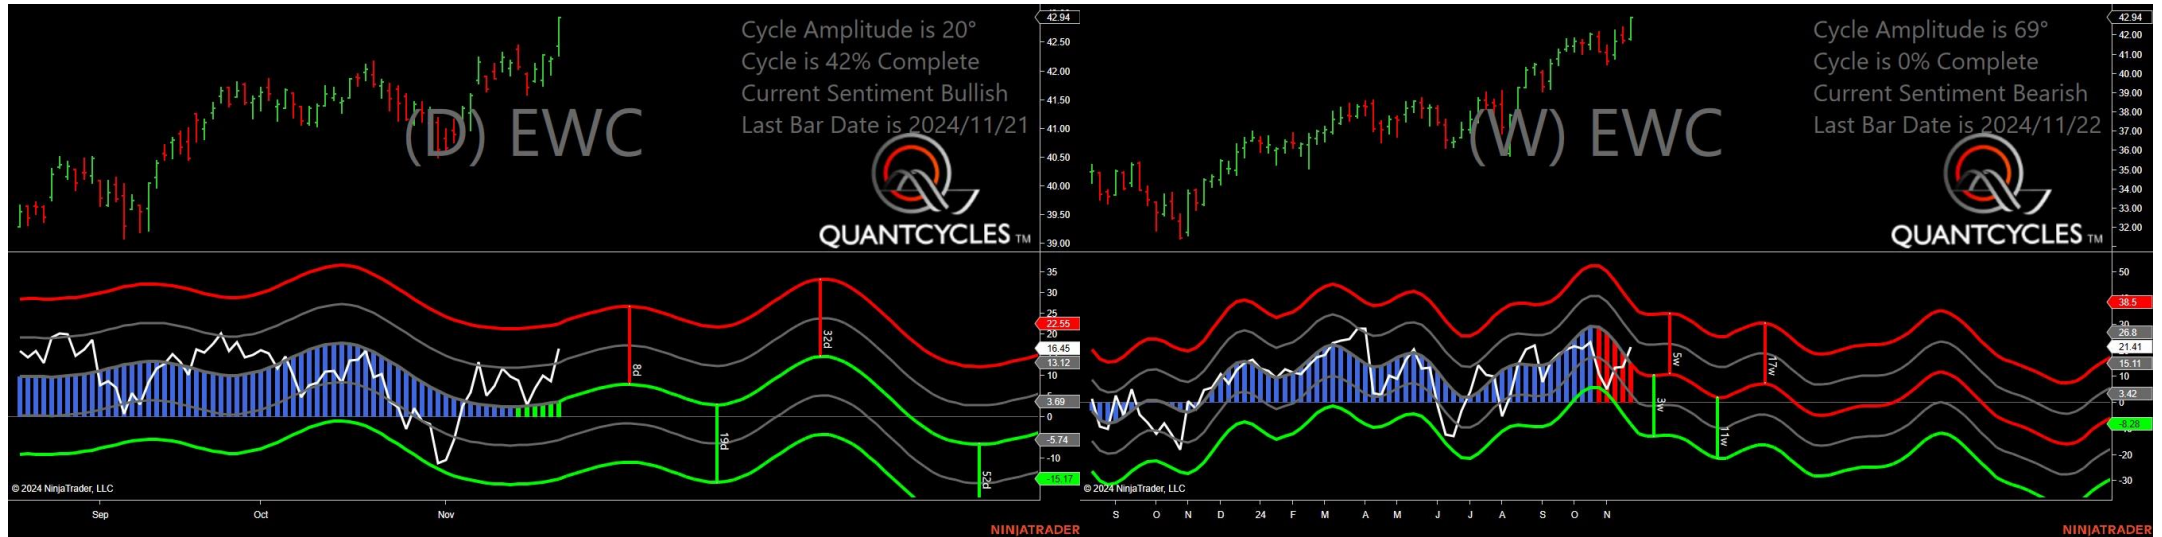 42.94
Cycle Amplitude is 20°
Cycle is 42% Complete
Current Sentiment Bullish
Last Bar Date is 2024/11/21
(D) EWC
QUANTCYCLES TM
42.50
42.00
41.50
41.00
40.50
40.00
39.50
39.00
35
30
25
22.55
20
16.45
13.12
10
3.69
0
-5.74
-10
-15.17
8d
19d
32d
52d
© 2024 NinjaTrader, LLC
Sep Oct Nov
NINJATRADER
42.94
Cycle Amplitude is 69°
Cycle is 0% Complete
Current Sentiment Bearish
Last Bar Date is 2024/11/22
(W) EWC
QUANTCYCLES TM
42.00
41.00
40.00
39.00
38.00
37.00
36.00
35.00
34.00
33.00
32.00
50
38.5
30
26.8
21.41
15.11
10
3.42
0
-8.28
-20
-30
5w
3w
11w
17w
© 2024 NinjaTrader, LLC
S O N D 24 F M A M J J A S O N
NINJATRADER